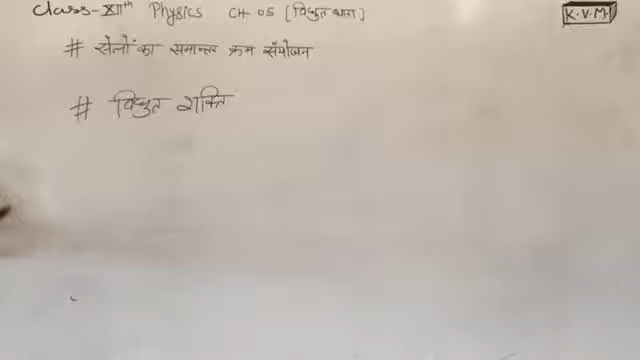 Class-XIIth Physics CH-05 [विद्युत धारा]
K.V.M
# सेलों का समान्तर क्रम संयोजन
# विद्युत शक्ति